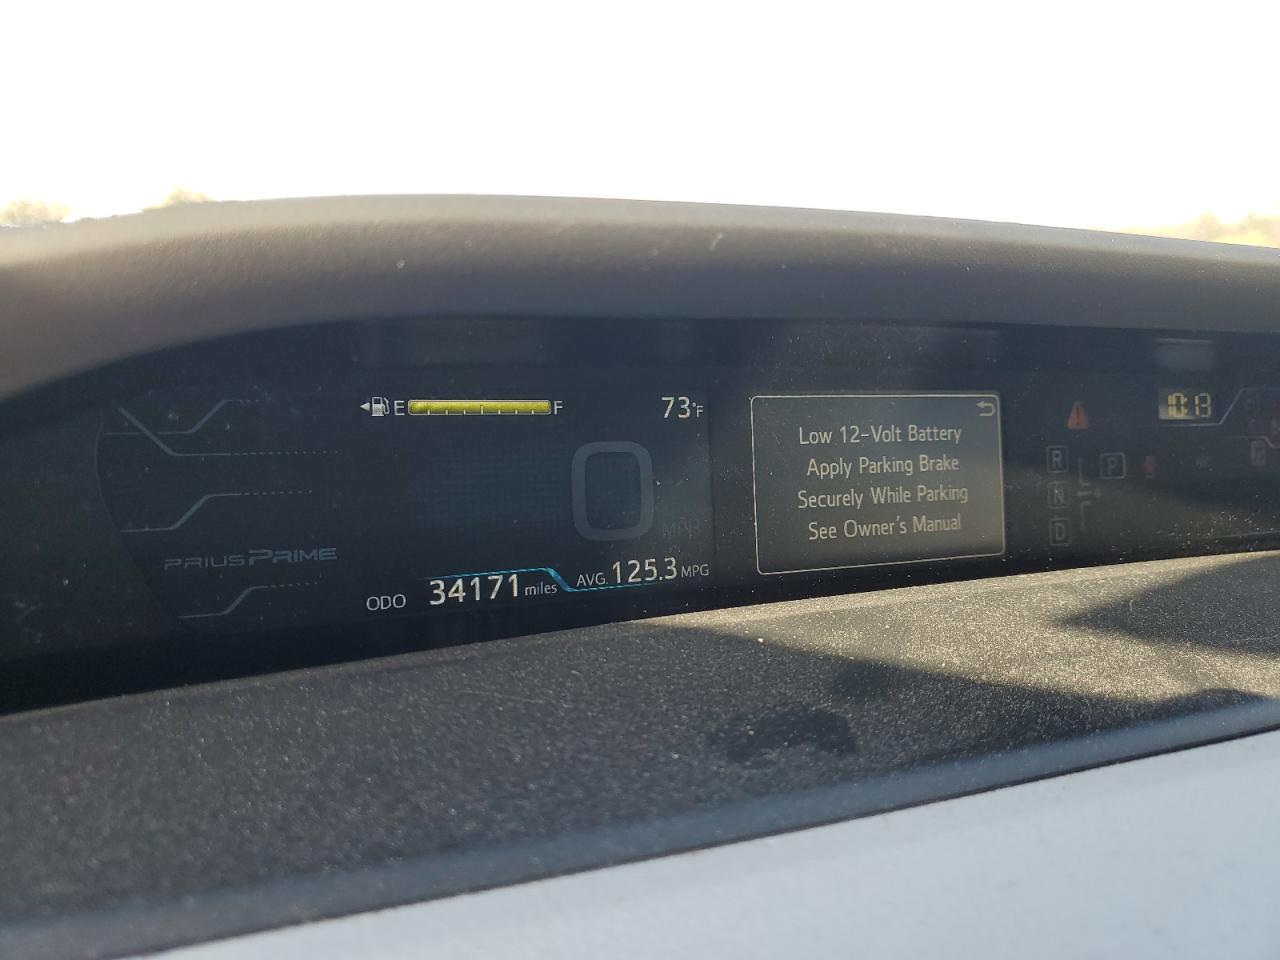 E F
73°F
0
MPH
PRIUS PRIME
ODO 34171 miles
AVG. 125.3 MPG
Low 12-Volt Battery
Apply Parking Brake
Securely While Parking
See Owner's Manual
10:13
R
N
D
P